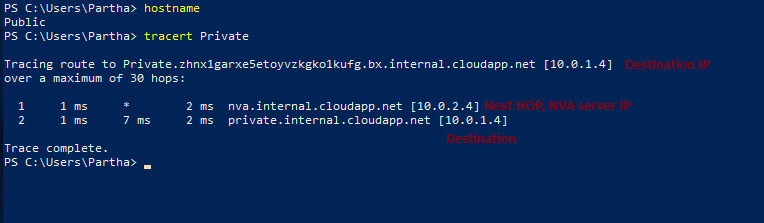 PS C:\Users\Partha> hostname
Public
PS C:\Users\Partha> tracert Private
Tracing route to Private.zhnx1garxe5etoyvzkgko1kufg.bx.internal.cloudapp.net [10.0.1.4] Destination IP
over a maximum of 30 hops:
1 1 ms * 2 ms nva.internal.cloudapp.net [10.0.2.4] Next HOP, NVA server IP
2 1 ms 7 ms 2 ms private.internal.cloudapp.net [10.0.1.4]
Destination
Trace complete.
PS C:\Users\Partha>